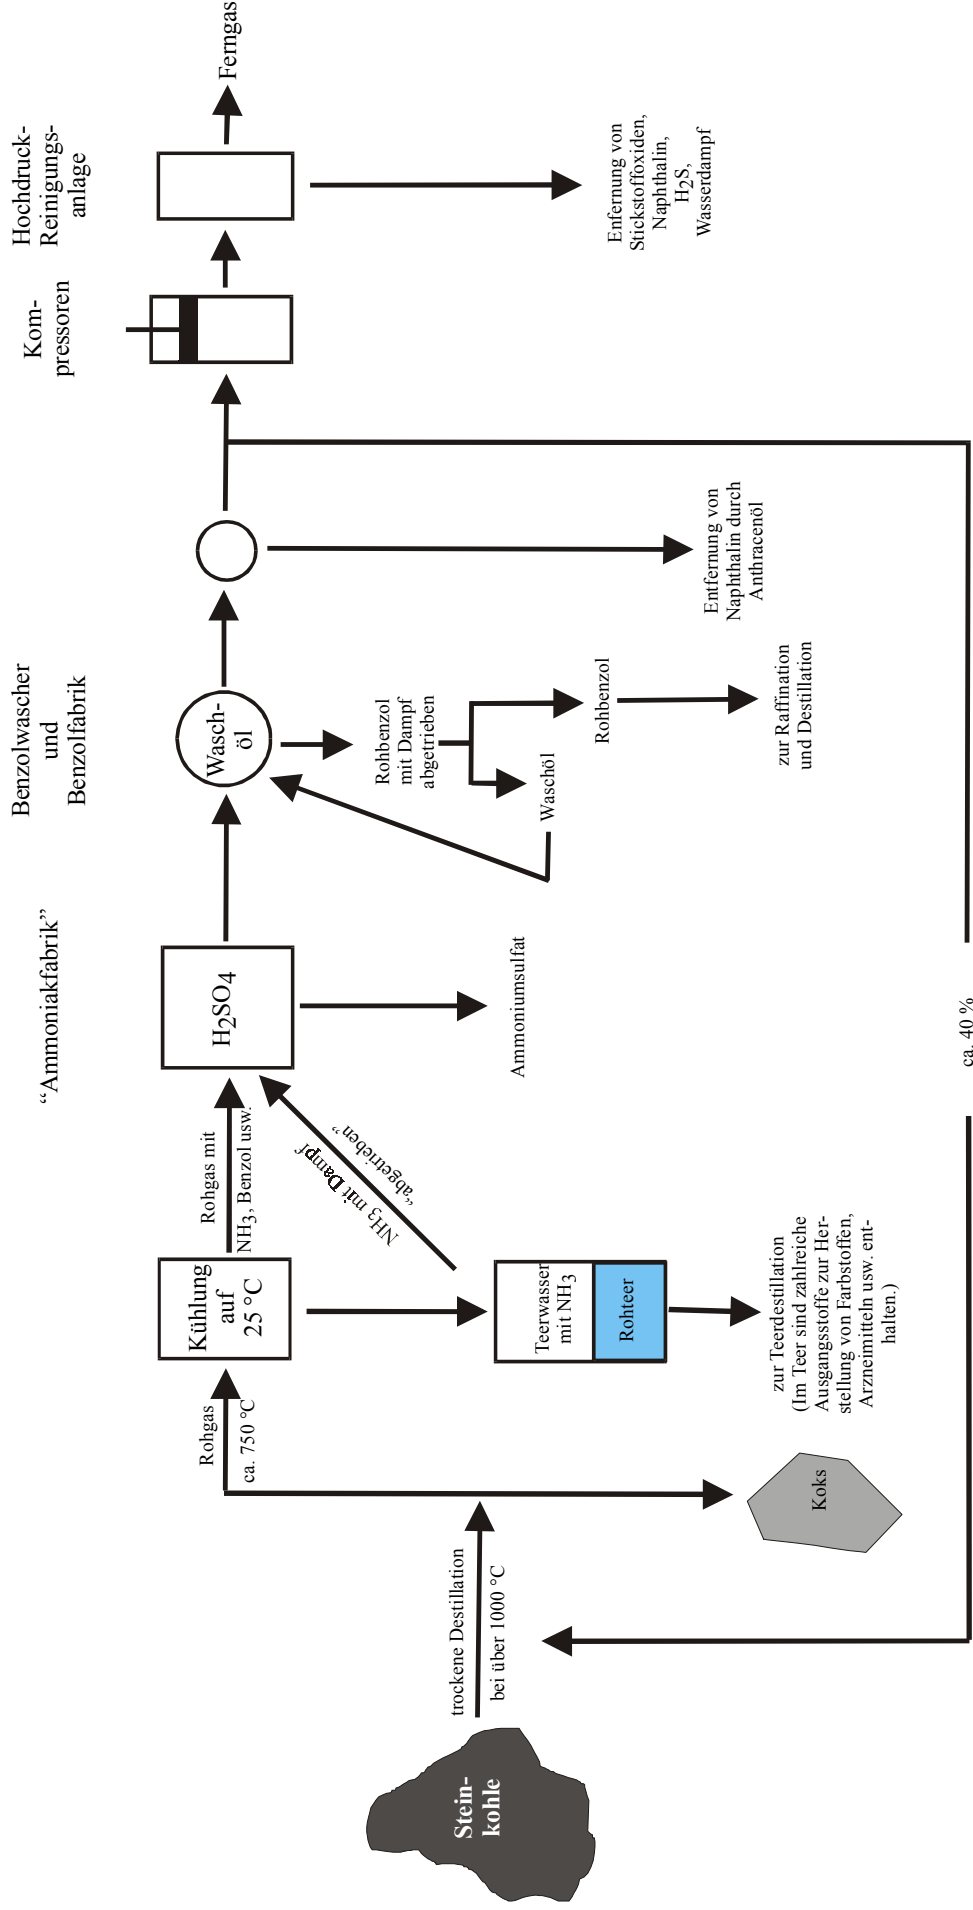 “Ammoniakfabrik”
Benzolwascher
und
Benzolfabrik
Kom-
pressoren
Hochdruck-
Reinigungs-
anlage
Stein-
kohle
trockene Destillation
bei über 1000 °C
Rohgas
ca. 750 °C
Koks
Kühlung
auf
25 °C
Rohgas mit
NH3, Benzol usw.
Teerwasser
mit NH3
Rohteer
zur Teerdestillation
(Im Teer sind zahlreiche
Ausgangsstoffe zur Her-
stellung von Farbstoffen,
Arzneimitteln usw. ent-
halten.)
NH3 mit Dampf
“abgetrieben”
H2SO4
Ammoniumsulfat
Wasch-
öl
Rohbenzol
mit Dampf
abgetrieben
Waschöl
Rohbenzol
zur Raffination
und Destillation
Entfernung von
Naphthalin durch
Anthracenöl
Enfernung von
Stickstoffoxiden,
Naphthalin,
H2S,
Wasserdampf
Ferngas
ca. 40 %